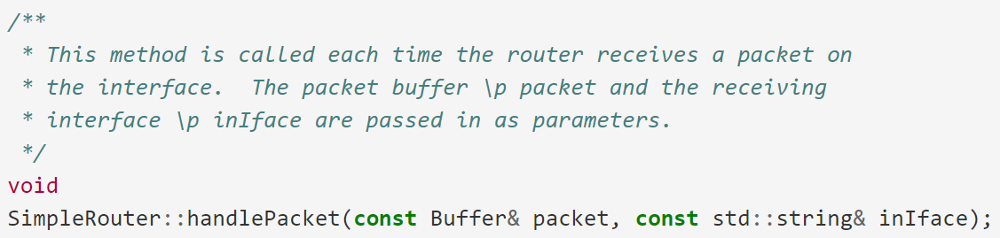 /**
 * This method is called each time the router receives a packet on
 * the interface.  The packet buffer \p packet and the receiving
 * interface \p inIface are passed in as parameters.
 */
void
SimpleRouter::handlePacket(const Buffer& packet, const std::string& inIface);